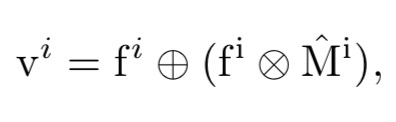 vⁱ = fⁱ ⊕ (fⁱ ⊗ M̂ⁱ),